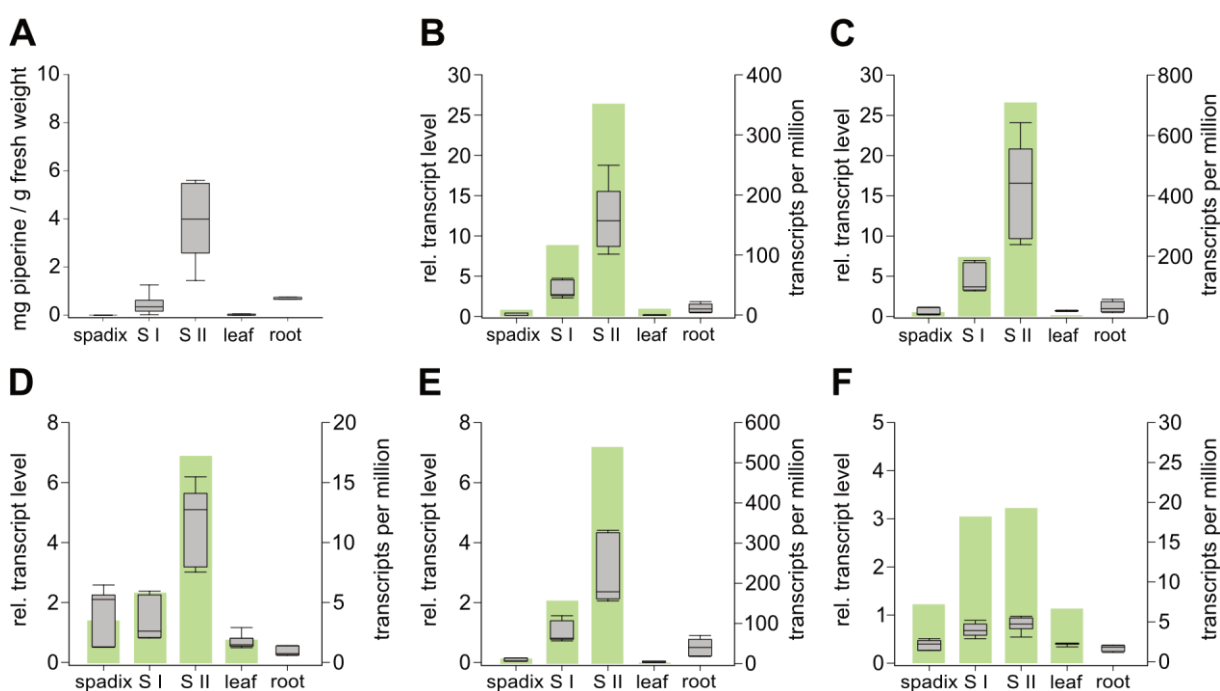 A
mg piperine / g fresh weight
10
8
6
4
2
0
spadix S I S II leaf root
B
rel. transcript level
30
25
20
15
10
5
0
400
300
200
100
0
transcripts per million
spadix S I S II leaf root
C
rel. transcript level
30
25
20
15
10
5
0
800
600
400
200
0
transcripts per million
spadix S I S II leaf root
D
rel. transcript level
8
6
4
2
0
20
15
10
5
0
transcripts per million
spadix S I S II leaf root
E
rel. transcript level
8
6
4
2
0
600
500
400
300
200
100
0
transcripts per million
spadix S I S II leaf root
F
rel. transcript level
5
4
3
2
1
0
30
25
20
15
10
5
0
transcripts per million
spadix S I S II leaf root